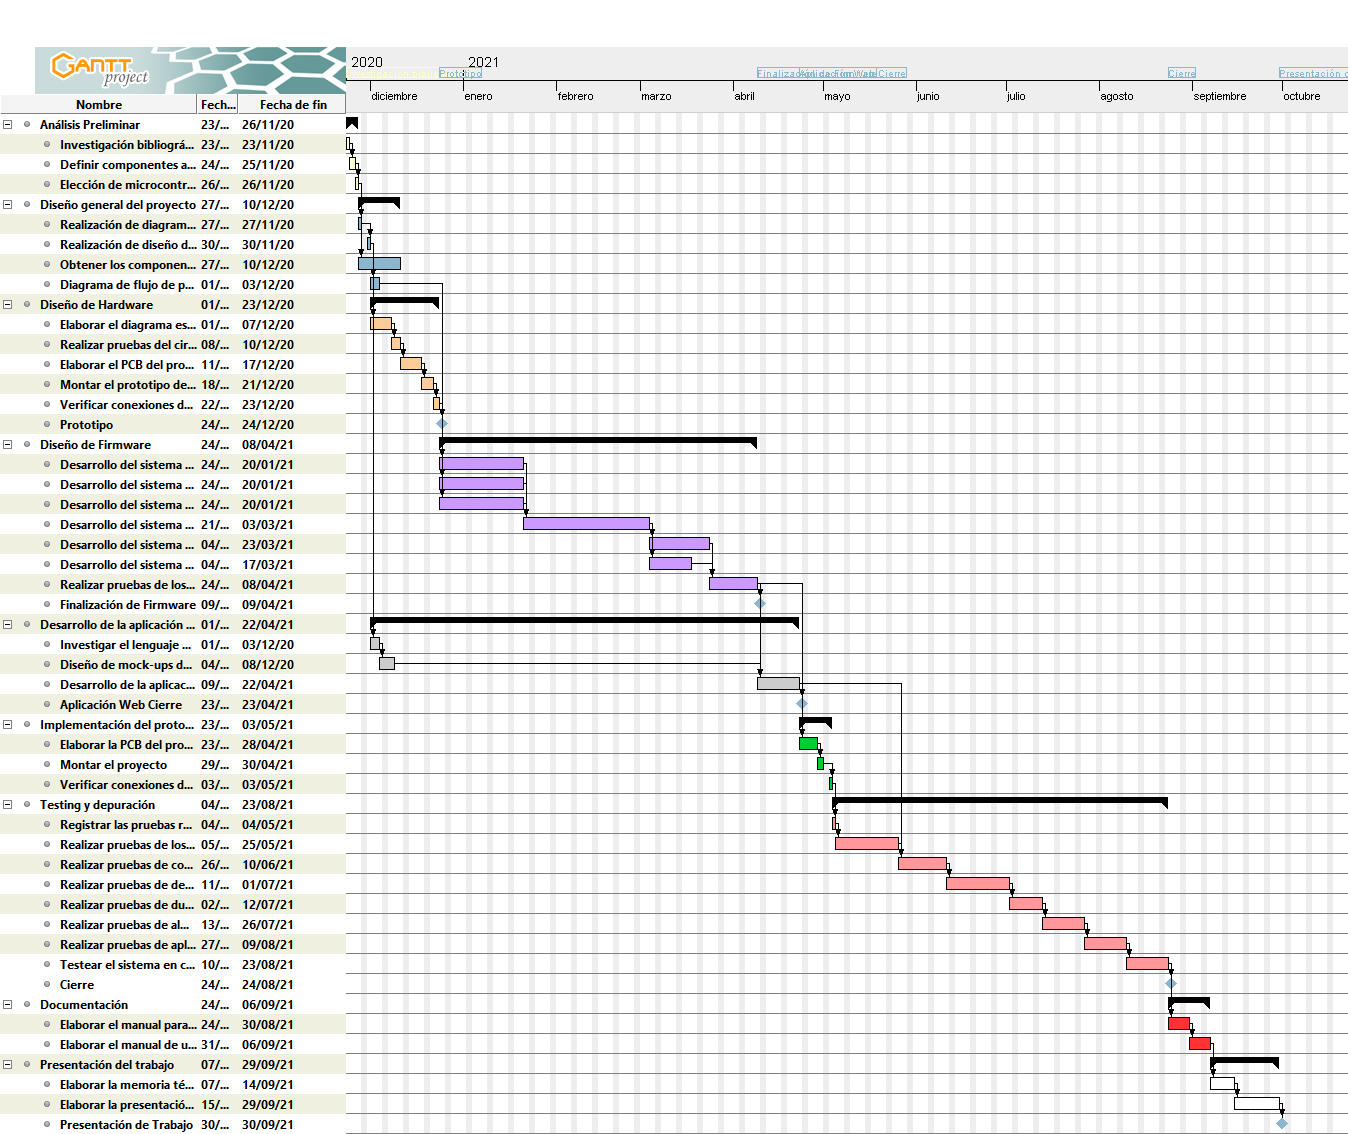 2020 2021
GANTT
project
Prototipo Cierre Cierre Presentación
diciembre enero febrero marzo abril mayo junio julio agosto septiembre octubre
Nombre Fech... Fecha de fin
Análisis Preliminar 23/... 26/11/20
Investigación bibliográ... 23/... 23/11/20
Definir componentes a... 24/... 25/11/20
Elección de microcontr... 26/... 26/11/20
Diseño general del proyecto 27/... 10/12/20
Realización de diagram... 27/... 27/11/20
Realización de diseño d... 30/... 30/11/20
Obtener los componen... 27/... 10/12/20
Diagrama de flujo de p... 01/... 03/12/20
Diseño de Hardware 01/... 23/12/20
Elaborar el diagrama es... 01/... 07/12/20
Realizar pruebas del cir... 08/... 10/12/20
Elaborar el PCB del pro... 11/... 17/12/20
Montar el prototipo de... 18/... 21/12/20
Verificar conexiones d... 22/... 23/12/20
Prototipo 24/... 24/12/20
Diseño de Firmware 24/... 08/04/21
Desarrollo del sistema ... 24/... 20/01/21
Desarrollo del sistema ... 24/... 20/01/21
Desarrollo del sistema ... 24/... 20/01/21
Desarrollo del sistema ... 21/... 03/03/21
Desarrollo del sistema ... 04/... 23/03/21
Desarrollo del sistema ... 04/... 17/03/21
Realizar pruebas de los... 24/... 08/04/21
Finalización de Firmware 09/... 09/04/21
Desarrollo de la aplicación ... 01/... 22/04/21
Investigar el lenguaje ... 01/... 03/12/20
Diseño de mock-ups d... 04/... 08/12/20
Desarrollo de la aplicac... 09/... 22/04/21
Aplicación Web Cierre 23/... 23/04/21
Implementación del proto... 23/... 03/05/21
Elaborar la PCB del pro... 23/... 28/04/21
Montar el proyecto 29/... 30/04/21
Verificar conexiones d... 03/... 03/05/21
Testing y depuración 04/... 23/08/21
Registrar las pruebas r... 04/... 04/05/21
Realizar pruebas de los... 05/... 25/05/21
Realizar pruebas de co... 26/... 10/06/21
Realizar pruebas de de... 11/... 01/07/21
Realizar pruebas de du... 02/... 12/07/21
Realizar pruebas de al... 13/... 26/07/21
Realizar pruebas de apl... 27/... 09/08/21
Testear el sistema en c... 10/... 23/08/21
Cierre 24/... 24/08/21
Documentación 24/... 06/09/21
Elaborar el manual para... 24/... 30/08/21
Elaborar el manual de u... 31/... 06/09/21
Presentación del trabajo 07/... 29/09/21
Elaborar la memoria té... 07/... 14/09/21
Elaborar la presentació... 15/... 29/09/21
Presentación de Trabajo 30/... 30/09/21